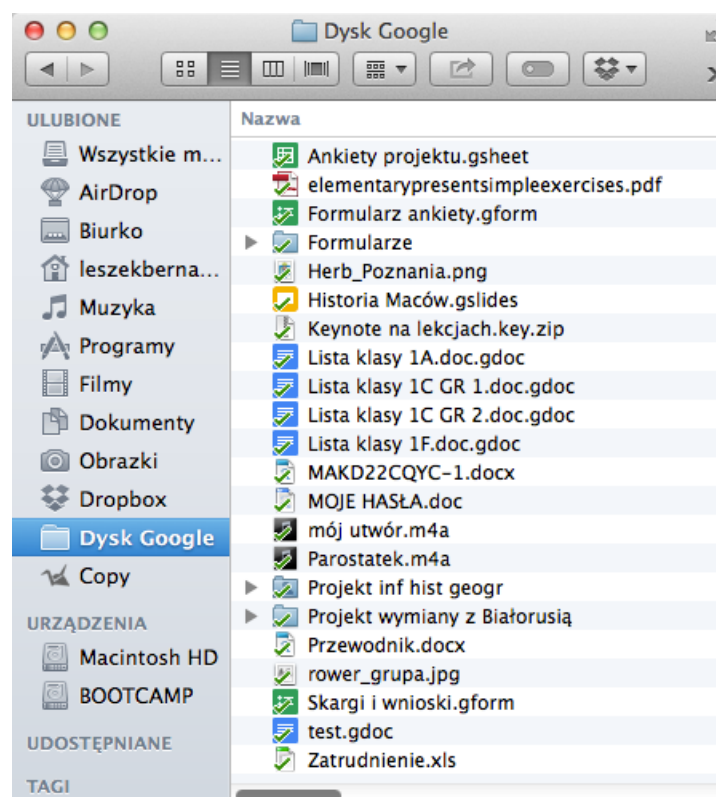 Dysk Google
ULUBIONE
Wszystkie m...
AirDrop
Biurko
leszekberna...
Muzyka
Programy
Filmy
Dokumenty
Obrazki
Dropbox
Dysk Google
Copy
URZĄDZENIA
Macintosh HD
BOOTCAMP
UDOSTĘPNIANE
TAGI
Nazwa
Ankiety projektu.gsheet
elementarypresentsimpleexercises.pdf
Formularz ankiety.gform
Formularze
Herb_Poznania.png
Historia Maców.gslides
Keynote na lekcjach.key.zip
Lista klasy 1A.doc.gdoc
Lista klasy 1C GR 1.doc.gdoc
Lista klasy 1C GR 2.doc.gdoc
Lista klasy 1F.doc.gdoc
MAKD22CQYC-1.docx
MOJE HASŁA.doc
mój utwór.m4a
Parostatek.m4a
Projekt inf hist geogr
Projekt wymiany z Białorusią
Przewodnik.docx
rower_grupa.jpg
Skargi i wnioski.gform
test.gdoc
Zatrudnienie.xls